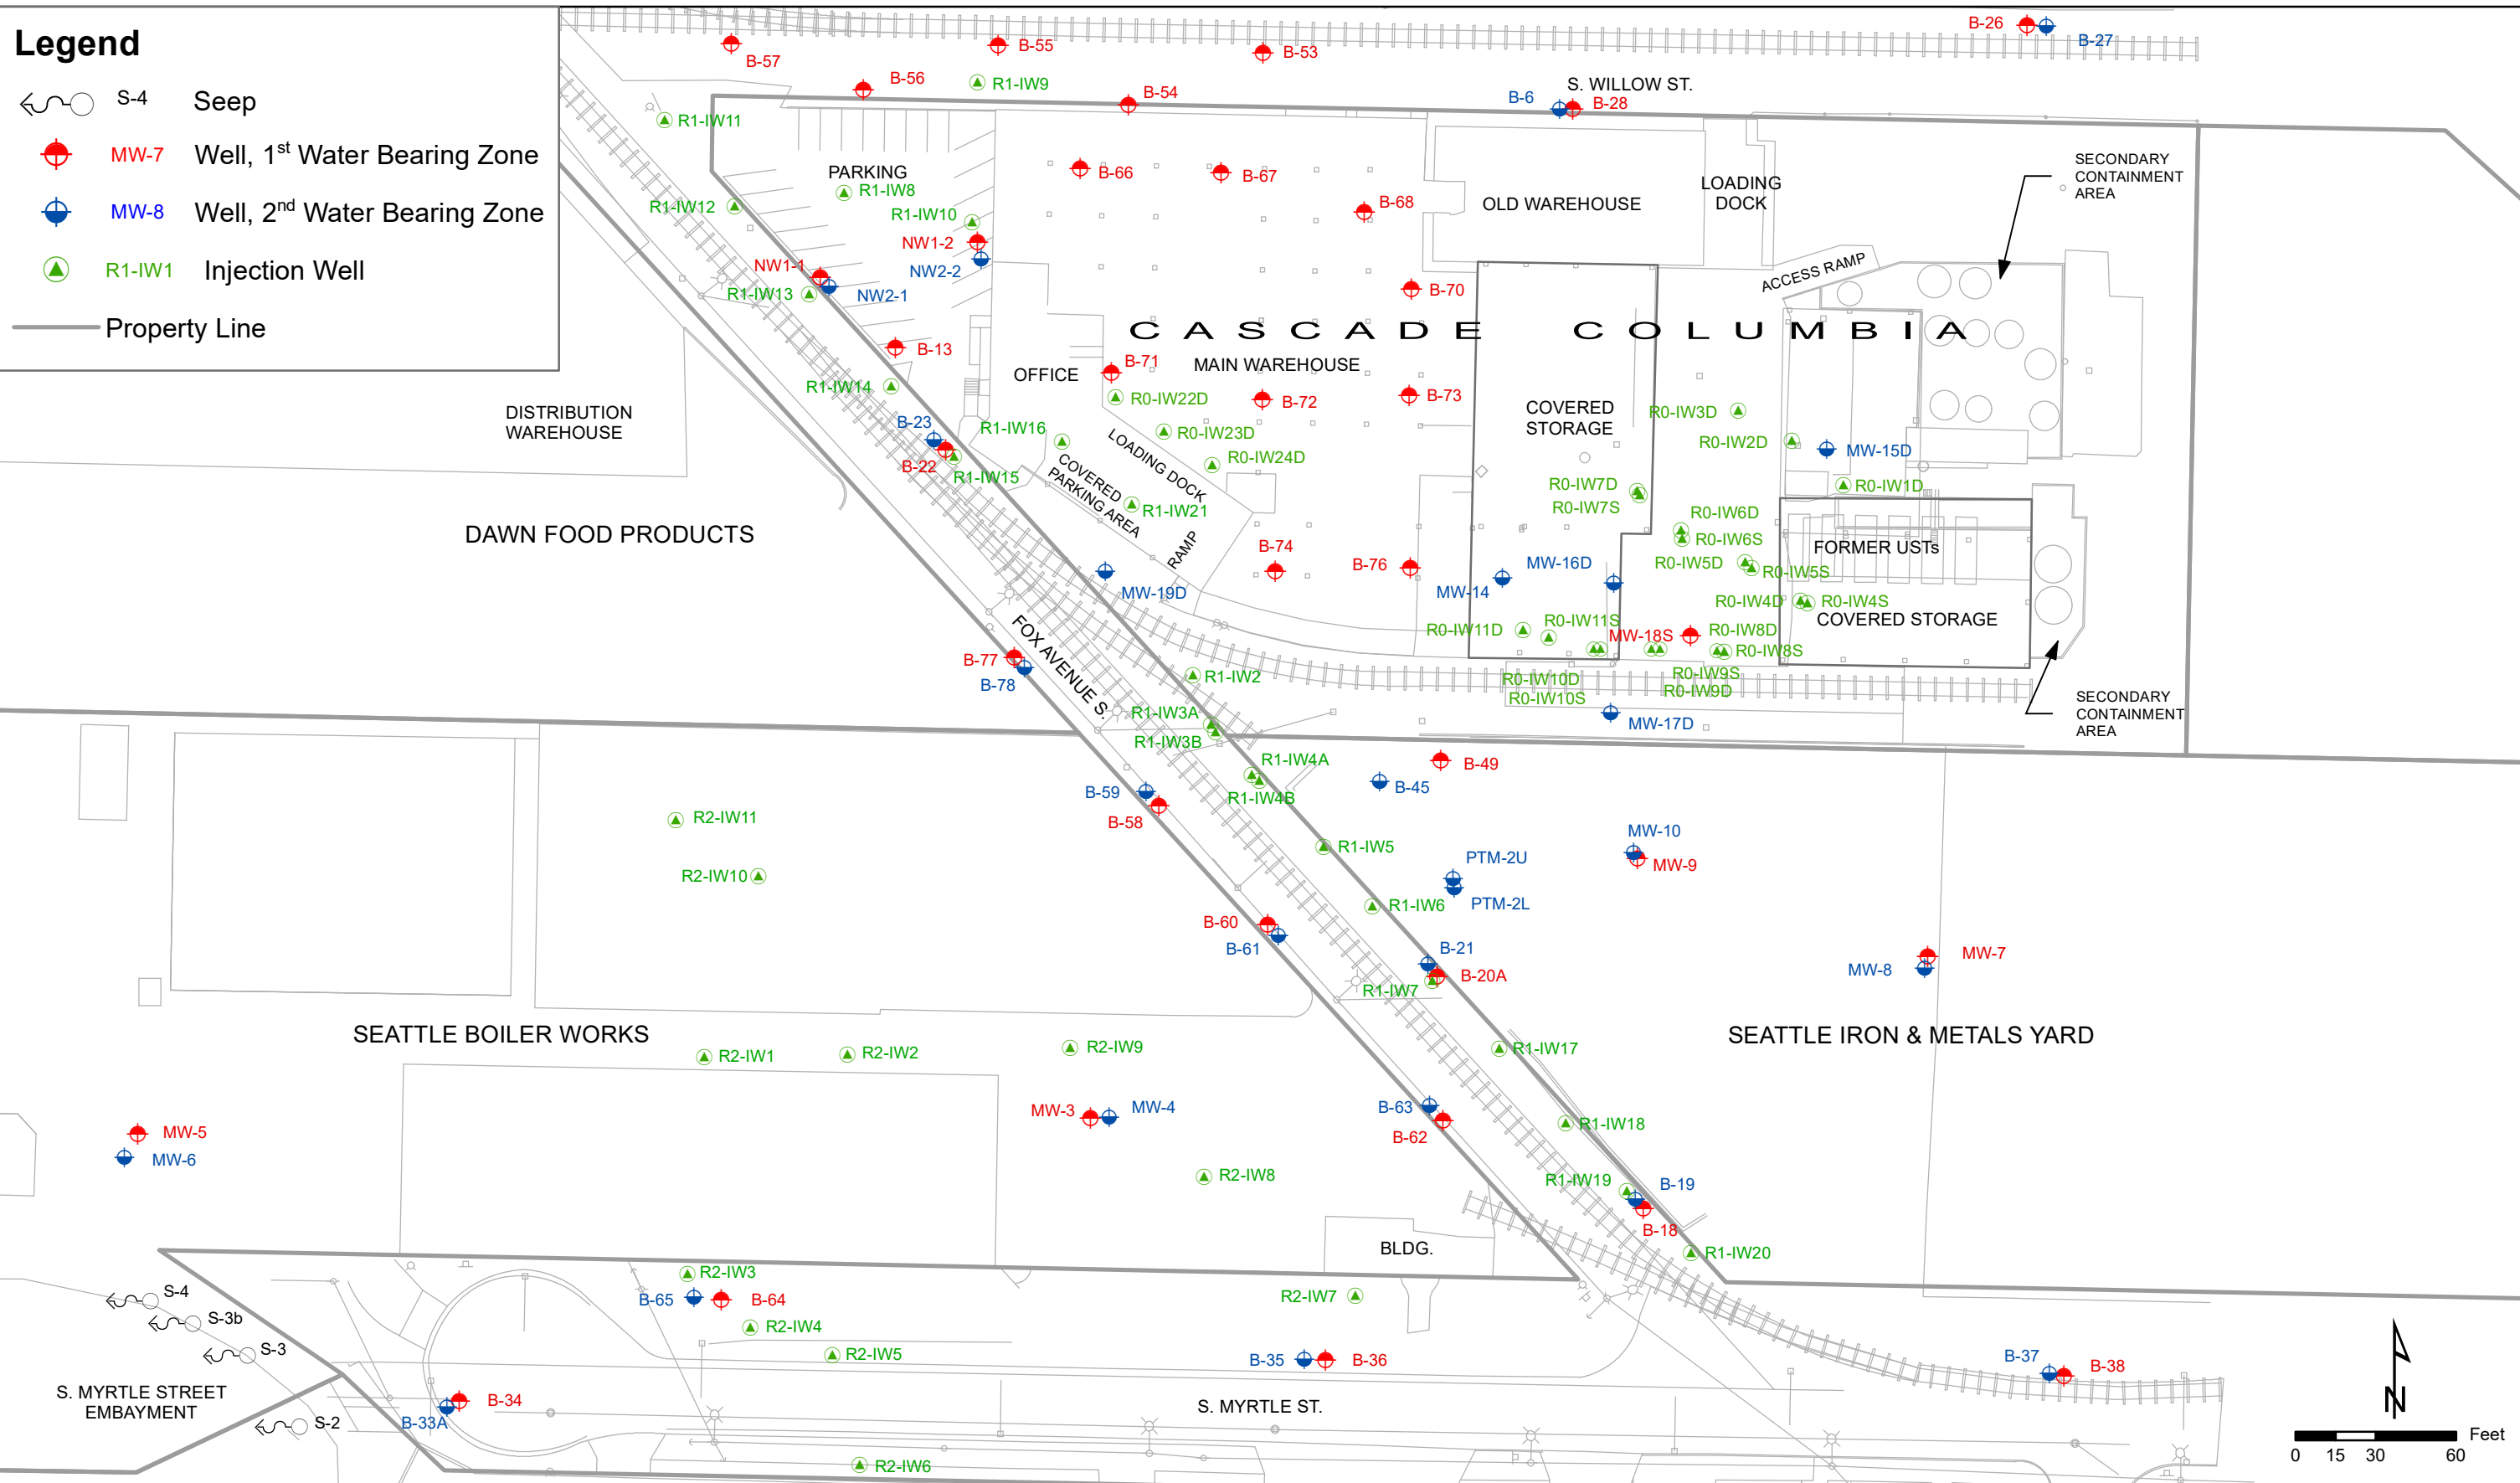 Legend
S-4 Seep
MW-7 Well, 1st Water Bearing Zone
MW-8 Well, 2nd Water Bearing Zone
R1-IW1 Injection Well
Property Line
B-57
B-55
B-53
B-26
B-27
B-56
R1-IW9
B-54
S. WILLOW ST.
B-6
B-28
R1-IW11
PARKING
R1-IW8
R1-IW12
R1-IW10
NW1-2
NW2-2
NW1-1
R1-IW13
NW2-1
B-66
B-67
B-68
B-70
OLD WAREHOUSE
LOADING
DOCK
SECONDARY
CONTAINMENT
AREA
ACCESS RAMP
CASCADE COLUMBIA
B-13
OFFICE
B-71
MAIN WAREHOUSE
R1-IW14
R0-IW22D
B-72
B-73
COVERED
STORAGE
R0-IW3D
R0-IW2D
MW-15D
DISTRIBUTION
WAREHOUSE
B-23
B-22
R1-IW15
R1-IW16
R0-IW23D
R0-IW24D
LOADING DOCK
COVERED
PARKING AREA
R1-IW21
RAMP
R0-IW7D
R0-IW7S
R0-IW1D
R0-IW6D
R0-IW6S
FORMER USTs
R0-IW5D
R0-IW5S
R0-IW4D
R0-IW4S
COVERED STORAGE
DAWN FOOD PRODUCTS
B-74
B-76
MW-16D
MW-14
MW-19D
R0-IW11D
R0-IW11S
MW-18S
R0-IW8D
R0-IW8S
R0-IW10D
R0-IW10S
R0-IW9S
R0-IW9D
MW-17D
SECONDARY
CONTAINMENT
AREA
FOX AVENUE S.
B-77
B-78
R1-IW2
R1-IW3A
R1-IW3B
R1-IW4A
R1-IW4B
B-49
B-45
B-59
B-58
R2-IW11
R2-IW10
R1-IW5
MW-10
MW-9
PTM-2U
PTM-2L
R1-IW6
B-60
B-61
B-21
B-20A
R1-IW7
MW-7
MW-8
SEATTLE BOILER WORKS
SEATTLE IRON & METALS YARD
R2-IW1
R2-IW2
R2-IW9
R1-IW17
MW-3
MW-4
B-63
B-62
R1-IW18
MW-5
MW-6
R2-IW8
R1-IW19
B-19
B-18
R1-IW20
BLDG.
S-4
S-3b
S-3
S-2
R2-IW3
B-65
B-64
R2-IW4
R2-IW5
R2-IW7
B-35
B-36
B-37
B-38
S. MYRTLE STREET
EMBAYMENT
B-34
B-33A
S. MYRTLE ST.
R2-IW6
N
Feet
0 15 30 60